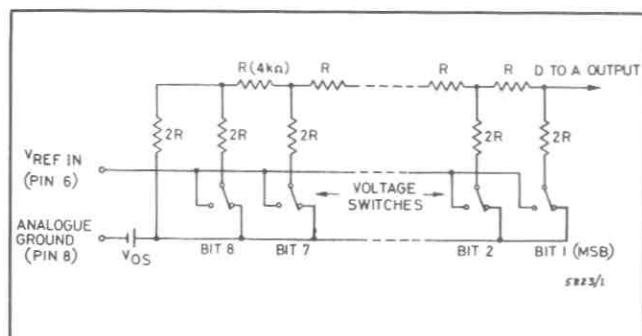 R(4kΩ) R R R D TO A OUTPUT
2R 2R 2R 2R 2R
VREF IN
(PIN 6)
VOLTAGE
SWITCHES
ANALOGUE
GROUND
(PIN 8)
VOS
BIT 8 BIT 7 BIT 2 BIT 1 (MSB)
5823/1